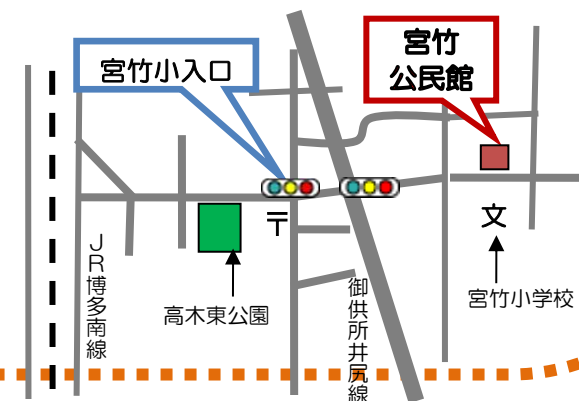 宮竹小入口
宮竹
公民館
〒
文
JR博多南線
高木東公園
御供所井尻線
宮竹小学校